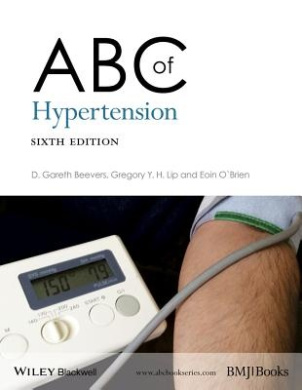 ABC of
Hypertension
SIXTH EDITION
D. Gareth Beevers, Gregory Y. H. Lip and Eoin O`Brien
150 79
START
WILEY Blackwell
www.abcbookseries.com
BMJ|Books